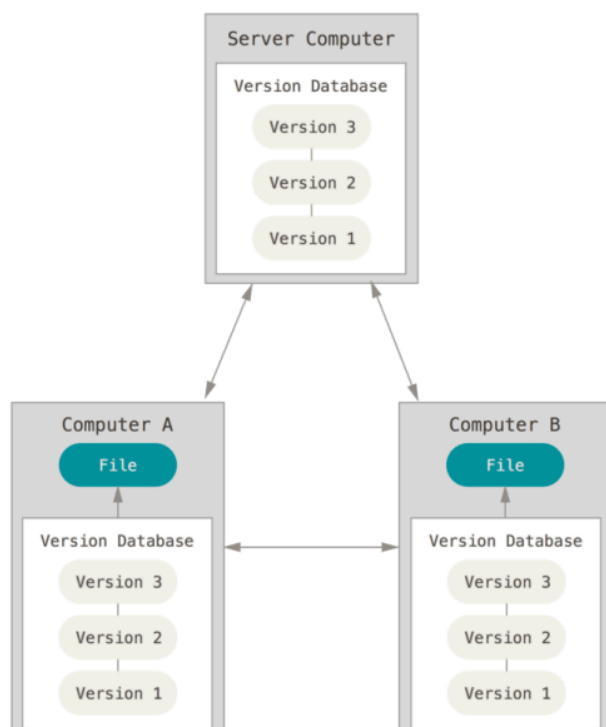 Server Computer
Version Database
Version 3
Version 2
Version 1
Computer A
File
Version Database
Version 3
Version 2
Version 1
Computer B
File
Version Database
Version 3
Version 2
Version 1